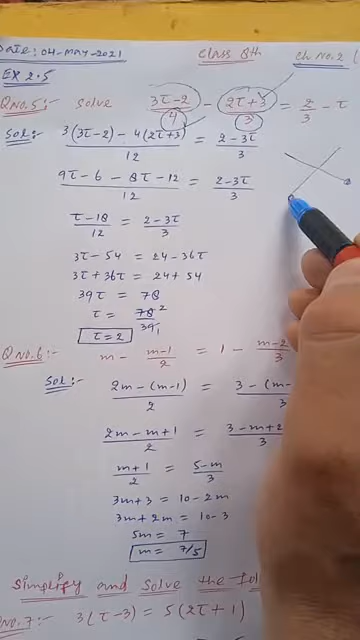 Date: 04-MAY-2021 Class 8th Ch No.2
EX 2.5
Q No.5:- Solve (3t-2)/4 - (2t+3)/3 = 2/3 - t
Sol:- (3(3t-2) - 4(2t+3))/12 = (2-3t)/3
(9t-6-8t-12)/12 = (2-3t)/3
(t-18)/12 = (2-3t)/3
3t-54 = 24-36t
3t+36t = 24+54
39t = 78
t = 78 2/39 1
t=2
Q No.6:- m - (m-1)/2 = 1 - (m-2)/3
Sol:- (2m-(m-1))/2 = (3-(m-)/3
(2m-m+1)/2 = (3-m+2)/3
(m+1)/2 = (5-m)/3
3m+3 = 10-2m
3m+2m = 10-3
5m = 7
m = 7/5
Simplify and Solve the
No.7:- 3(t-3) = 5(2t+1)